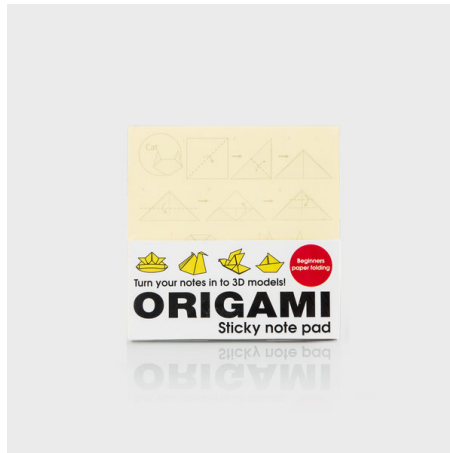 Cat
Beginners
paper folding
Turn your notes in to 3D models!
ORIGAMI
Sticky note pad